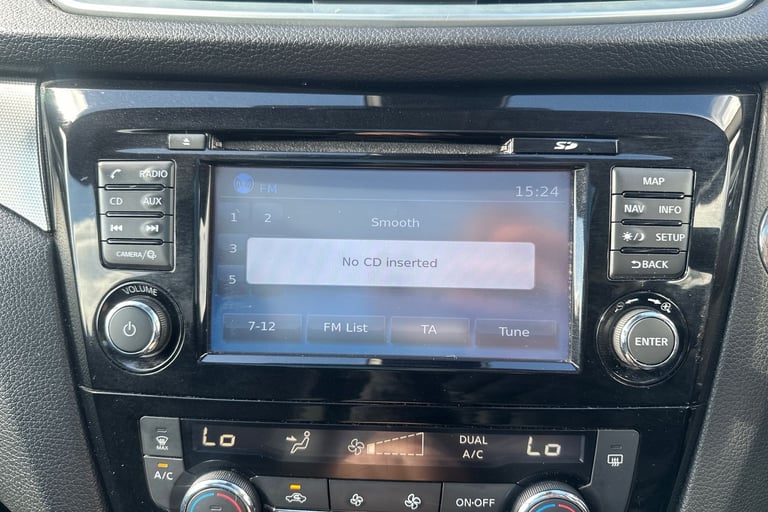 SD
RADIO
CD AUX
CAMERA/
VOLUME
FM
15:24
1 2
Smooth
3
No CD inserted
5
7-12
FM List
TA
Tune
MAP
NAV INFO
SETUP
BACK
ENTER
MAX
A/C
Lo
DUAL
A/C
Lo
ON·OFF